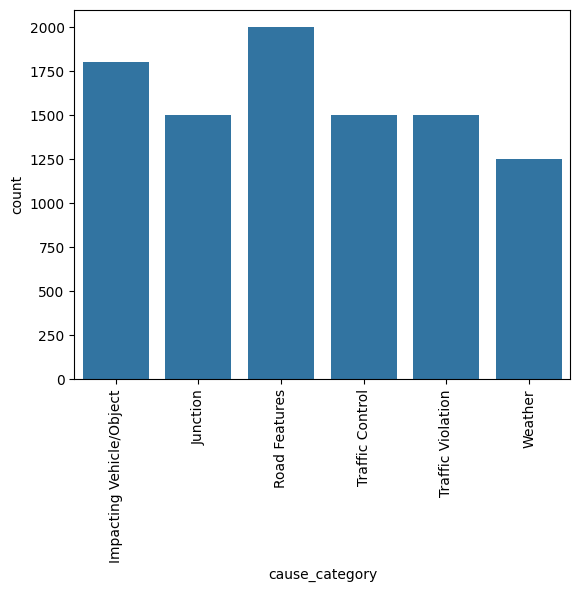 2000
1750
1500
1250
1000
750
500
250
0
count
Impacting Vehicle/Object
Junction
Road Features
Traffic Control
Traffic Violation
Weather
cause_category